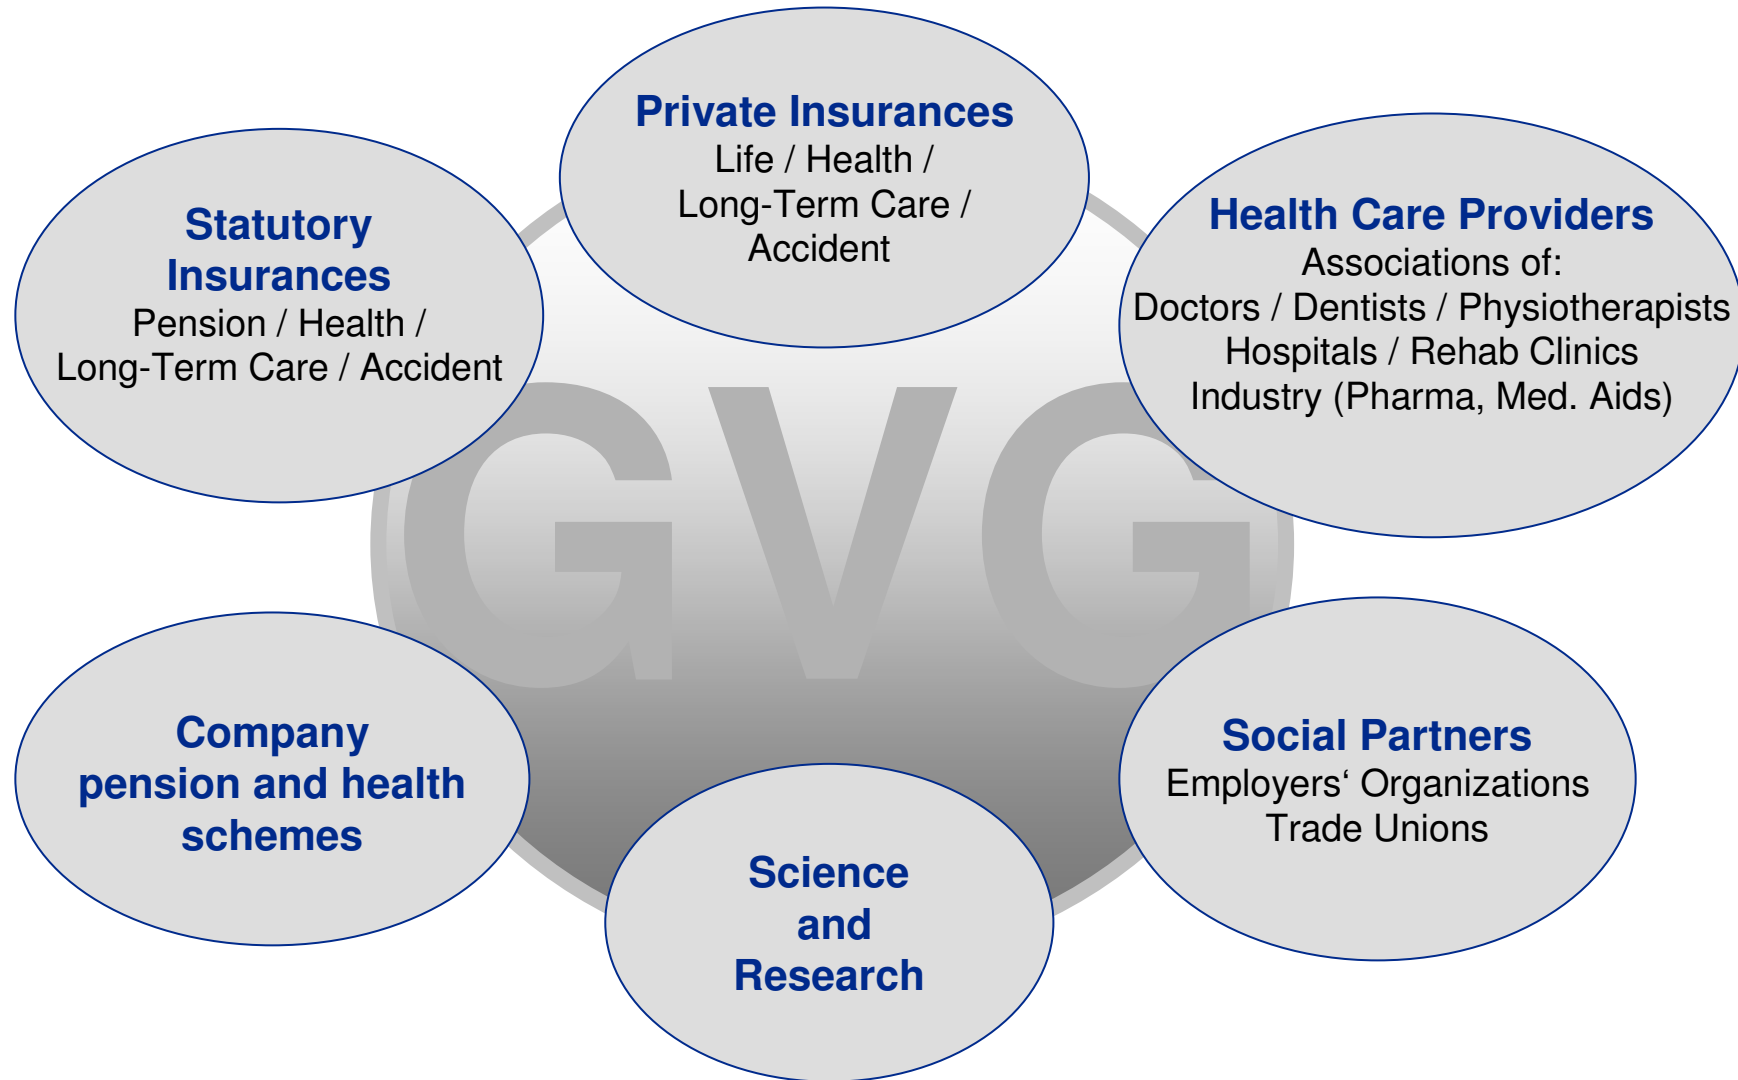 Private Insurances
Life / Health /
Long-Term Care /
Accident
Statutory
Insurances
Pension / Health /
Long-Term Care / Accident
Health Care Providers
Associations of:
Doctors / Dentists / Physiotherapists
Hospitals / Rehab Clinics
Industry (Pharma, Med. Aids)
GVG
Company
pension and health
schemes
Social Partners
Employers‘ Organizations
Trade Unions
Science
and
Research